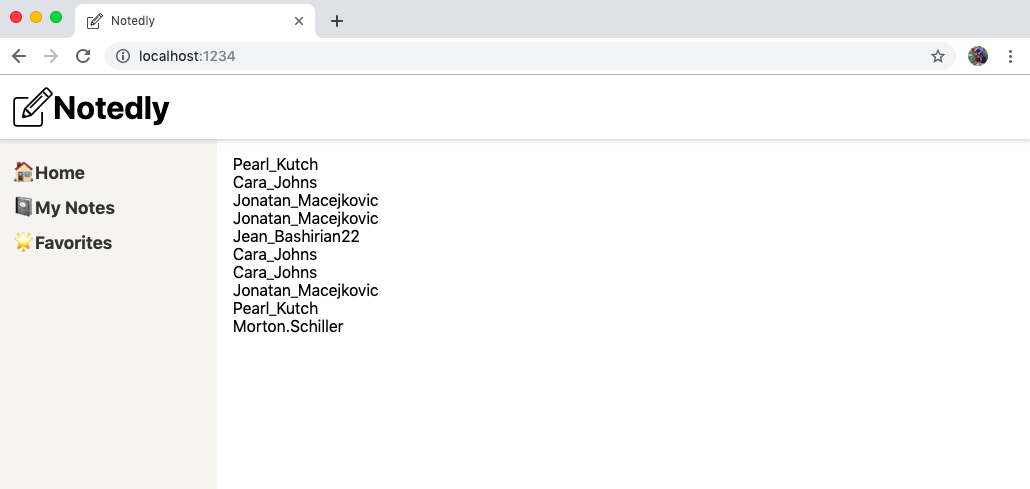 Notedly
localhost:1234
Notedly
Home
My Notes
Favorites
Pearl_Kutch
Cara_Johns
Jonatan_Macejkovic
Jonatan_Macejkovic
Jean_Bashirian22
Cara_Johns
Cara_Johns
Jonatan_Macejkovic
Pearl_Kutch
Morton.Schiller